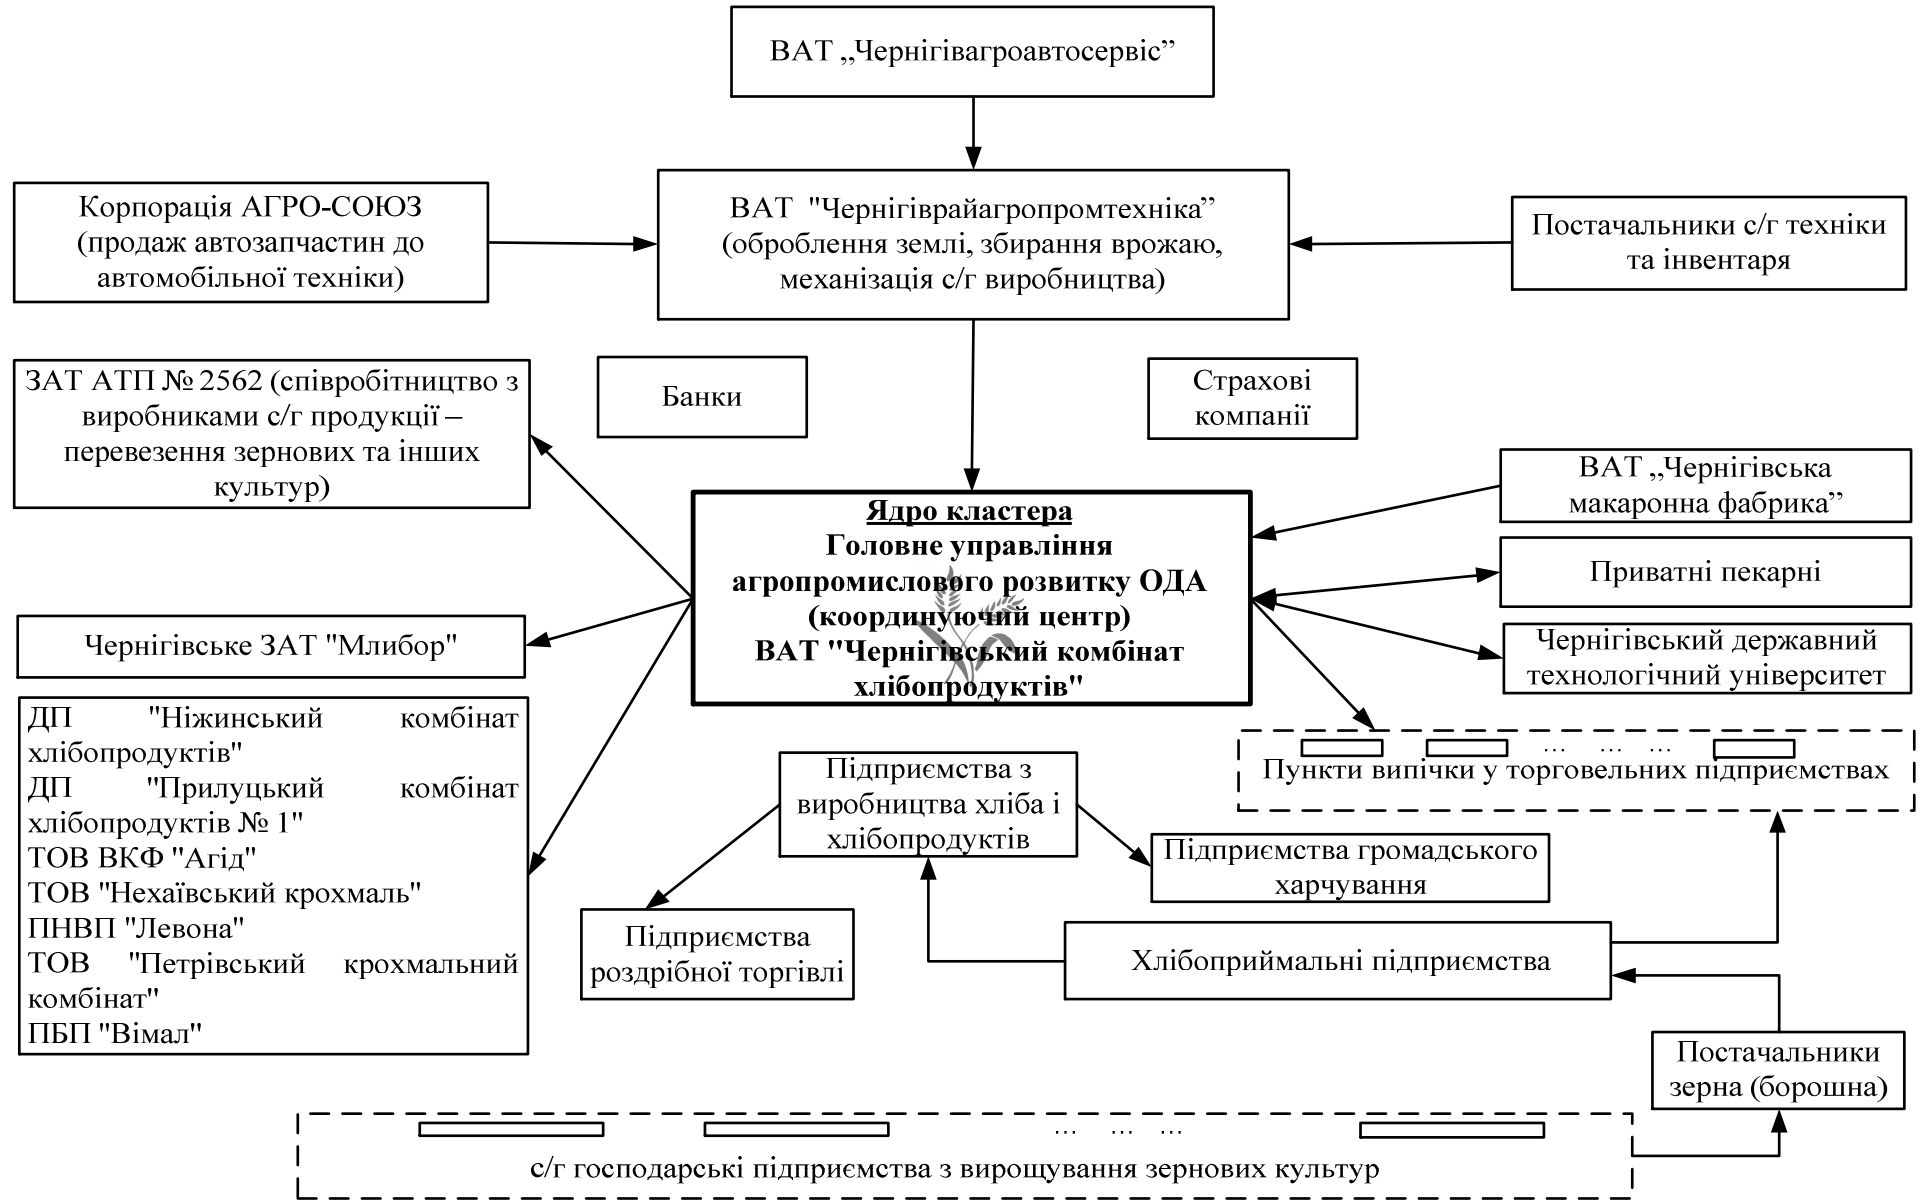 ВАТ „Чернігівагроавтосервіс”
Корпорація АГРО-СОЮЗ
(продаж автозапчастин до
автомобільної техніки)
ВАТ "Чернігіврайагропромтехніка”
(оброблення землі, збирання врожаю,
механізація с/г виробництва)
Постачальники с/г техніки
та інвентаря
ЗАТ АТП № 2562 (співробітництво з
виробниками с/г продукції –
перевезення зернових та інших
культур)
Банки
Страхові
компанії
ВАТ „Чернігівська
макаронна фабрика”
Ядро кластера
Головне управління
агропромислового розвитку ОДА
(координуючий центр)
ВАТ "Чернігівський комбінат
хлібопродуктів"
Приватні пекарні
Чернігівське ЗАТ "Млибор"
Чернігівський державний
технологічний університет
ДП "Ніжинський комбінат
хлібопродуктів"
ДП "Прилуцький комбінат
хлібопродуктів № 1"
ТОВ ВКФ "Агід"
ТОВ "Нехаївський крохмаль"
ПНВП "Левона"
ТОВ "Петрівський крохмальний
комбінат"
ПБП "Вімал"
... ... ...
Пункти випічки у торговельних підприємствах
Підприємства з
виробництва хліба і
хлібопродуктів
Підприємства громадського
харчування
Підприємства
роздрібної торгівлі
Хлібоприймальні підприємства
Постачальники
зерна (борошна)
... ... ...
с/г господарські підприємства з вирощування зернових культур